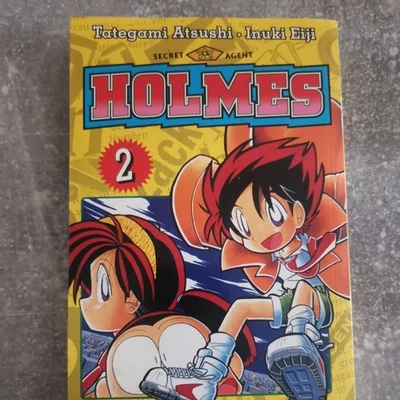 Tategami Atsushi · Inuki Eiji
SECRET AGENT
HOLMES
2